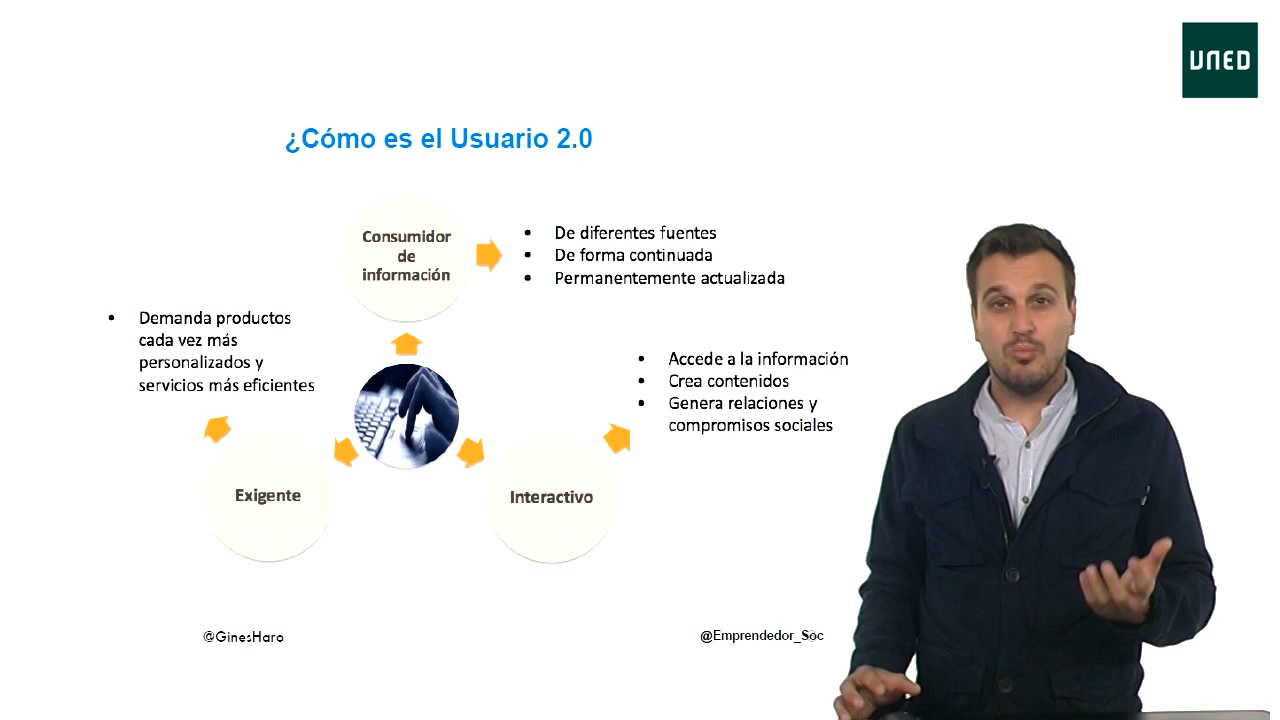 UNED
¿Cómo es el Usuario 2.0
Consumidor
de
información
• De diferentes fuentes
• De forma continuada
• Permanentemente actualizada
• Demanda productos
cada vez más
personalizados y
servicios más eficientes
• Accede a la información
• Crea contenidos
• Genera relaciones y
compromisos sociales
Exigente
Interactivo
@GinesHaro
@Emprendedor_Soc